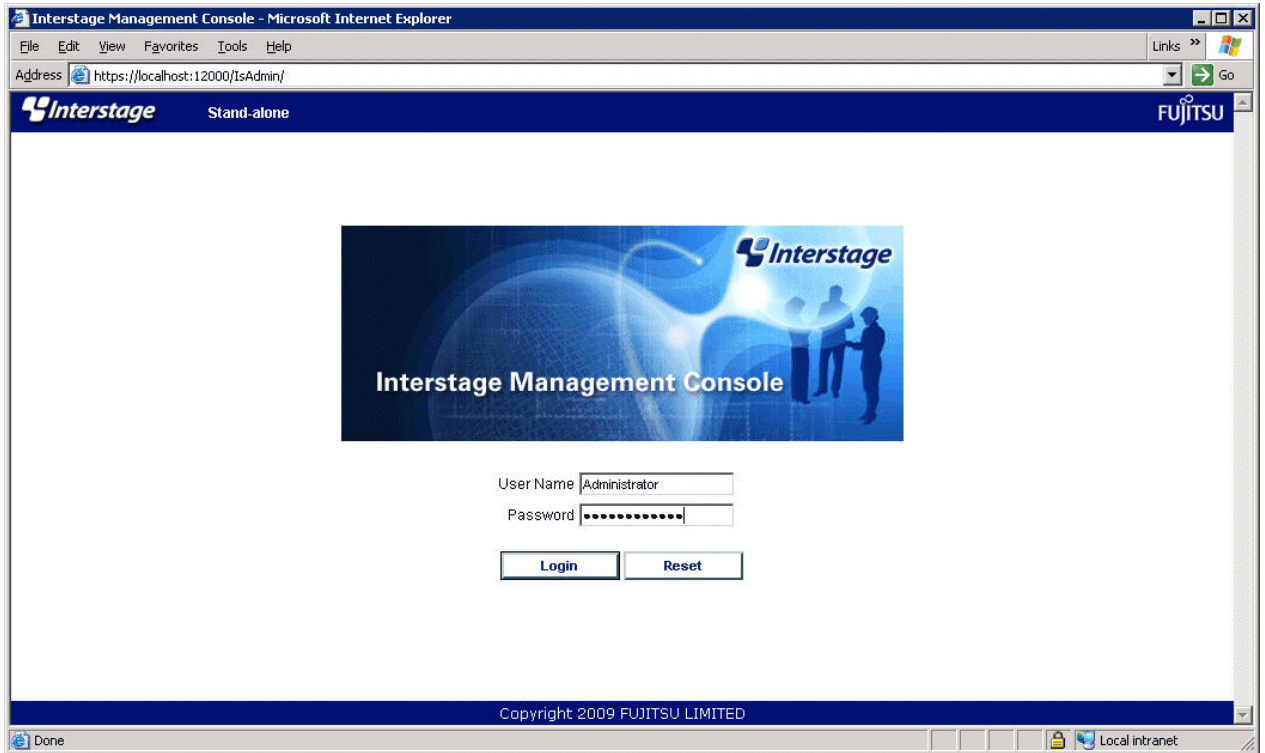 Interstage Management Console - Microsoft Internet Explorer
File Edit View Favorites Tools Help Links »
Address https://localhost:12000/IsAdmin/ Go
Interstage Stand-alone FUJITSU
Interstage
Interstage Management Console
User Name Administrator
Password ••••••••••••
Login Reset
Copyright 2009 FUJITSU LIMITED
Done Local intranet